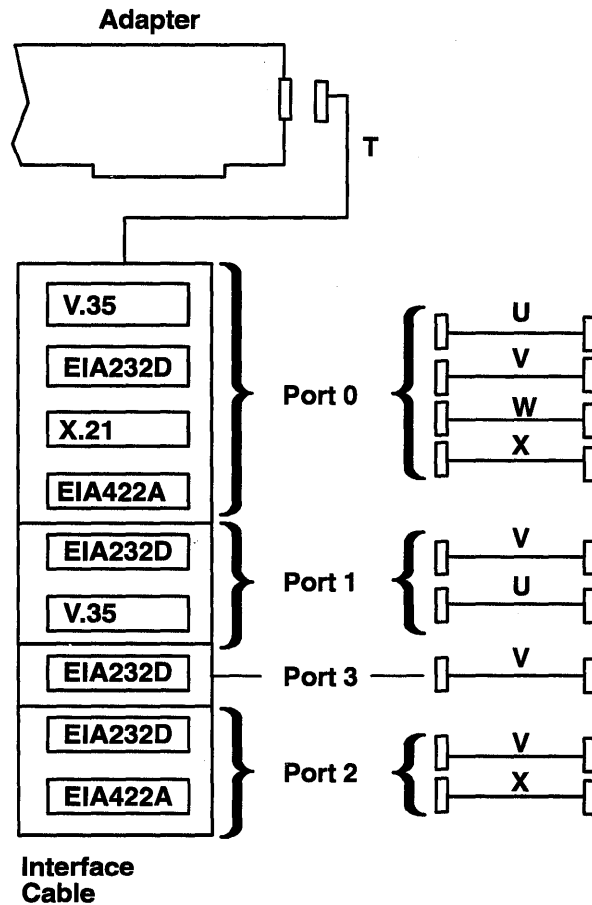 Adapter
T
V.35
EIA232D
X.21
EIA422A
Port 0
U
V
W
X
EIA232D
V.35
Port 1
V
U
EIA232D
Port 3
V
EIA232D
EIA422A
Port 2
V
X
Interface
Cable